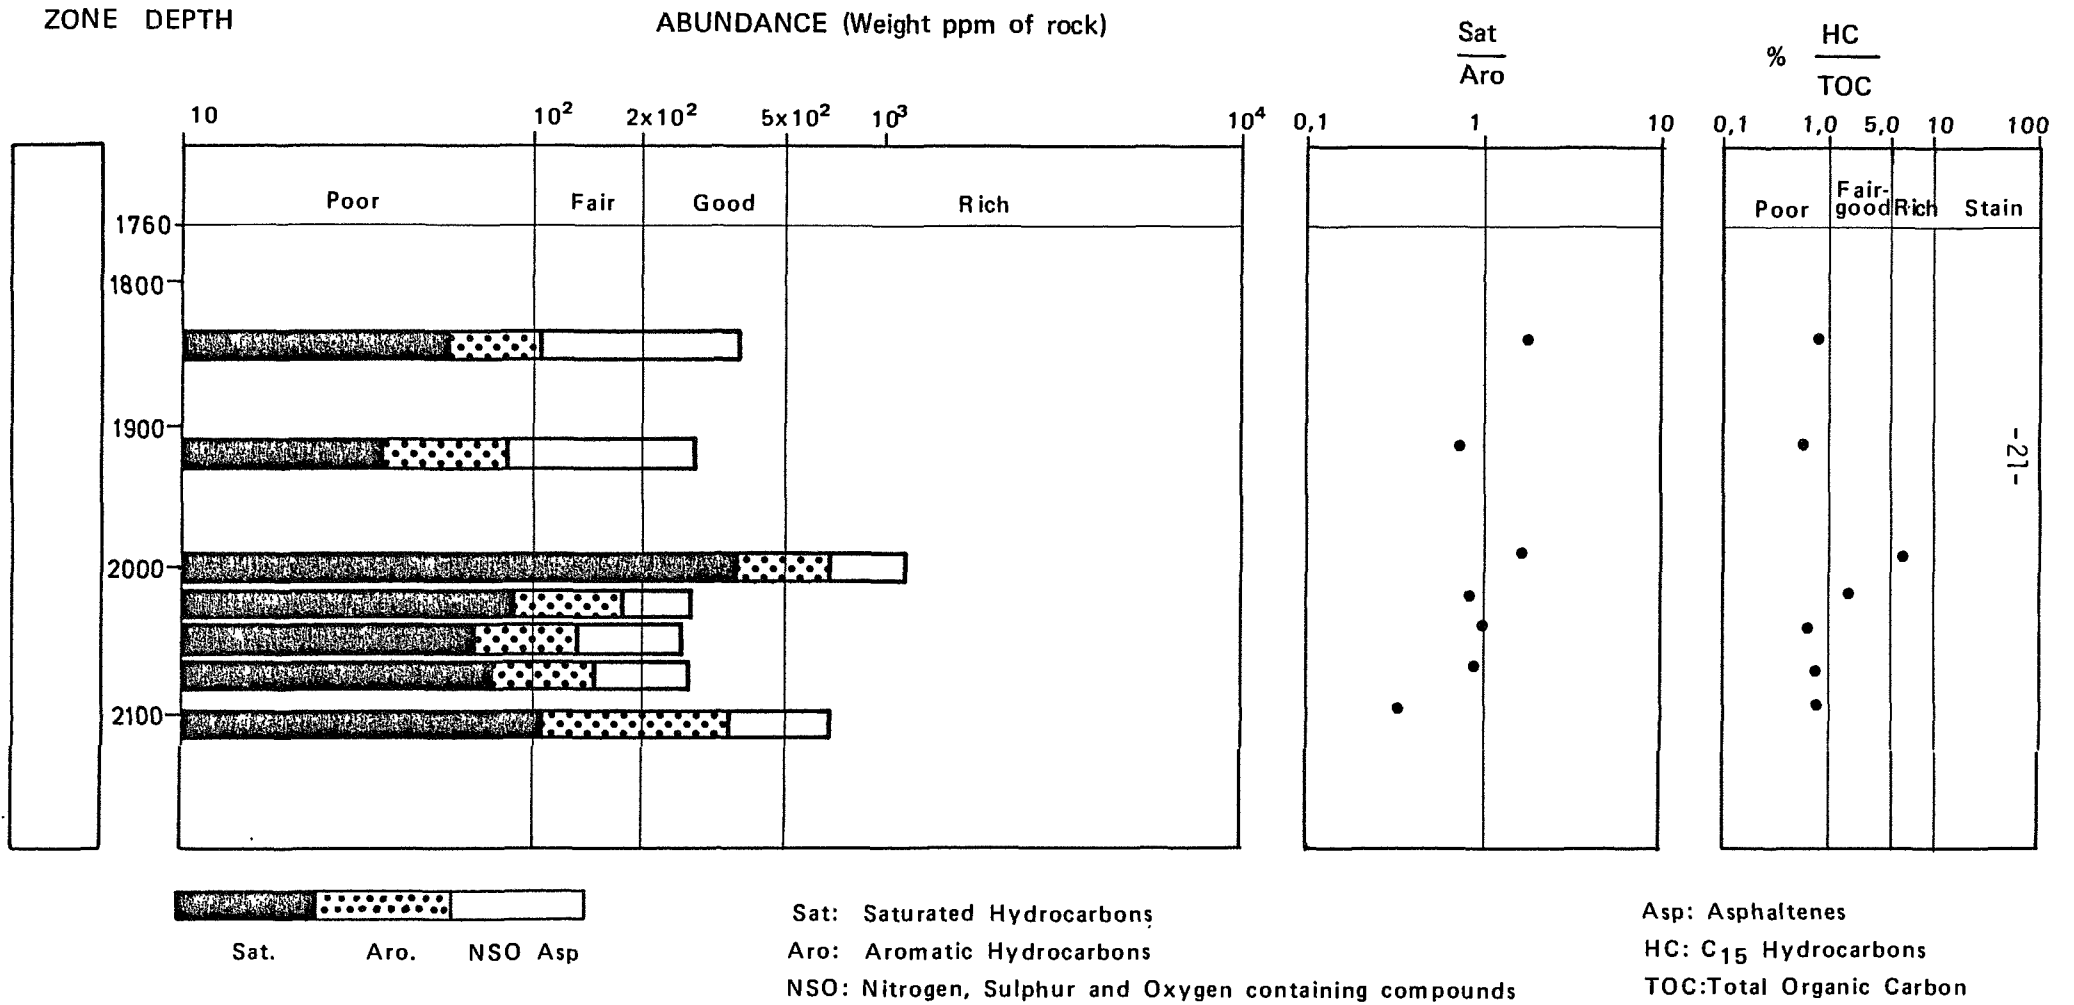 ZONE DEPTH
ABUNDANCE (Weight ppm of rock)
Sat
Aro
% HC
TOC
10 10² 2x10² 5x10² 10³ 10⁴
0,1 1 10
0,1 1,0 5,0 10 100
Poor Fair Good Rich
Poor Fair-good Rich Stain
1760
1800
1900
2000
2100
-21-
Sat. Aro. NSO Asp
Sat: Saturated Hydrocarbons
Aro: Aromatic Hydrocarbons
NSO: Nitrogen, Sulphur and Oxygen containing compounds
Asp: Asphaltenes
HC: C₁₅ Hydrocarbons
TOC:Total Organic Carbon